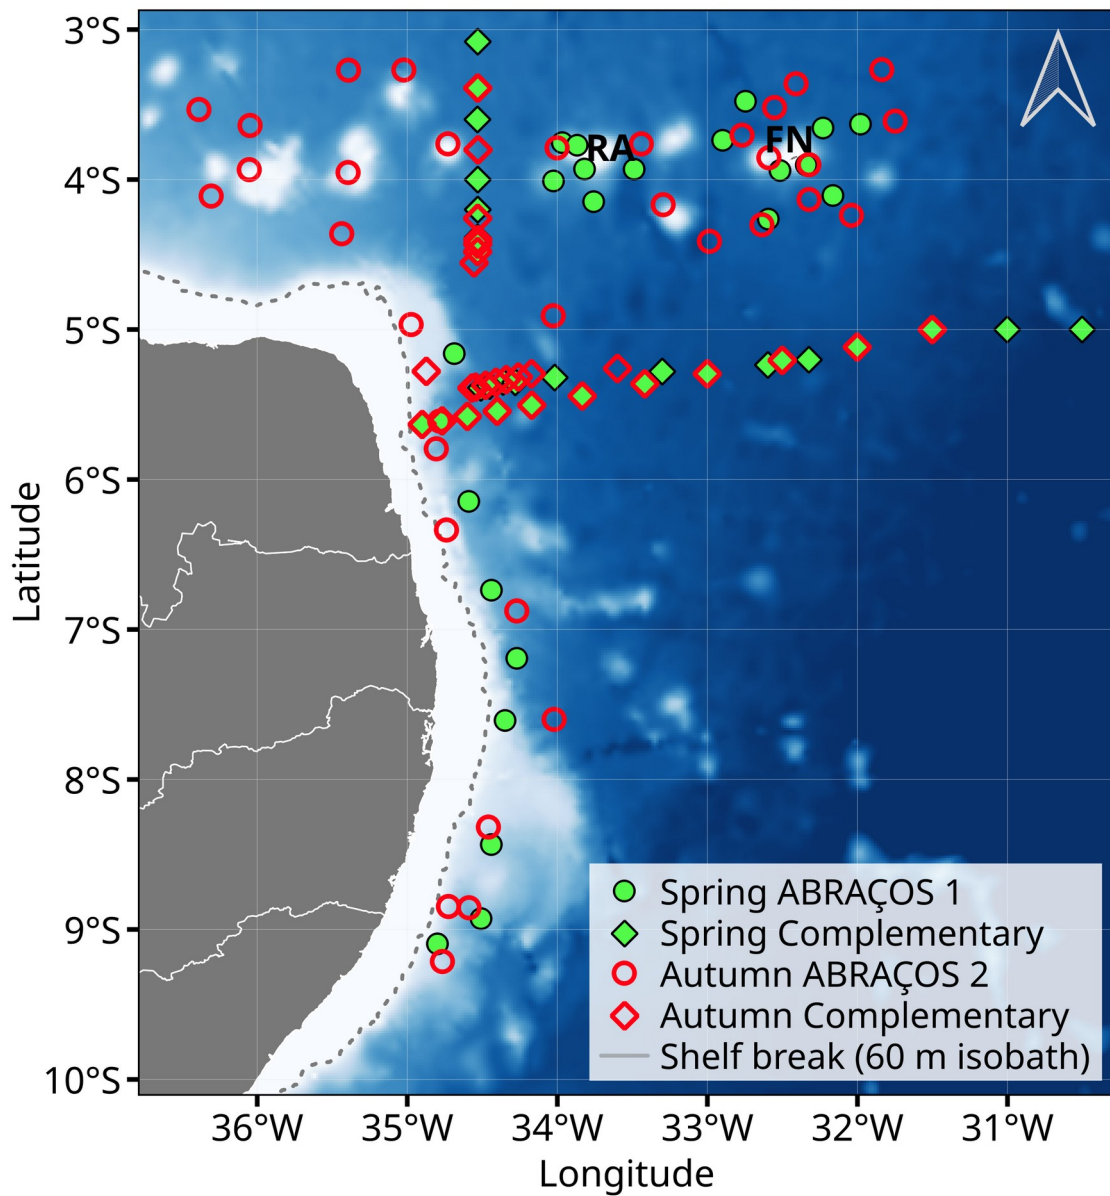 3°S
4°S
5°S
6°S
7°S
8°S
9°S
10°S
Latitude
RA
FN
Spring ABRAÇOS 1
Spring Complementary
Autumn ABRAÇOS 2
Autumn Complementary
Shelf break (60 m isobath)
36°W 35°W 34°W 33°W 32°W 31°W
Longitude